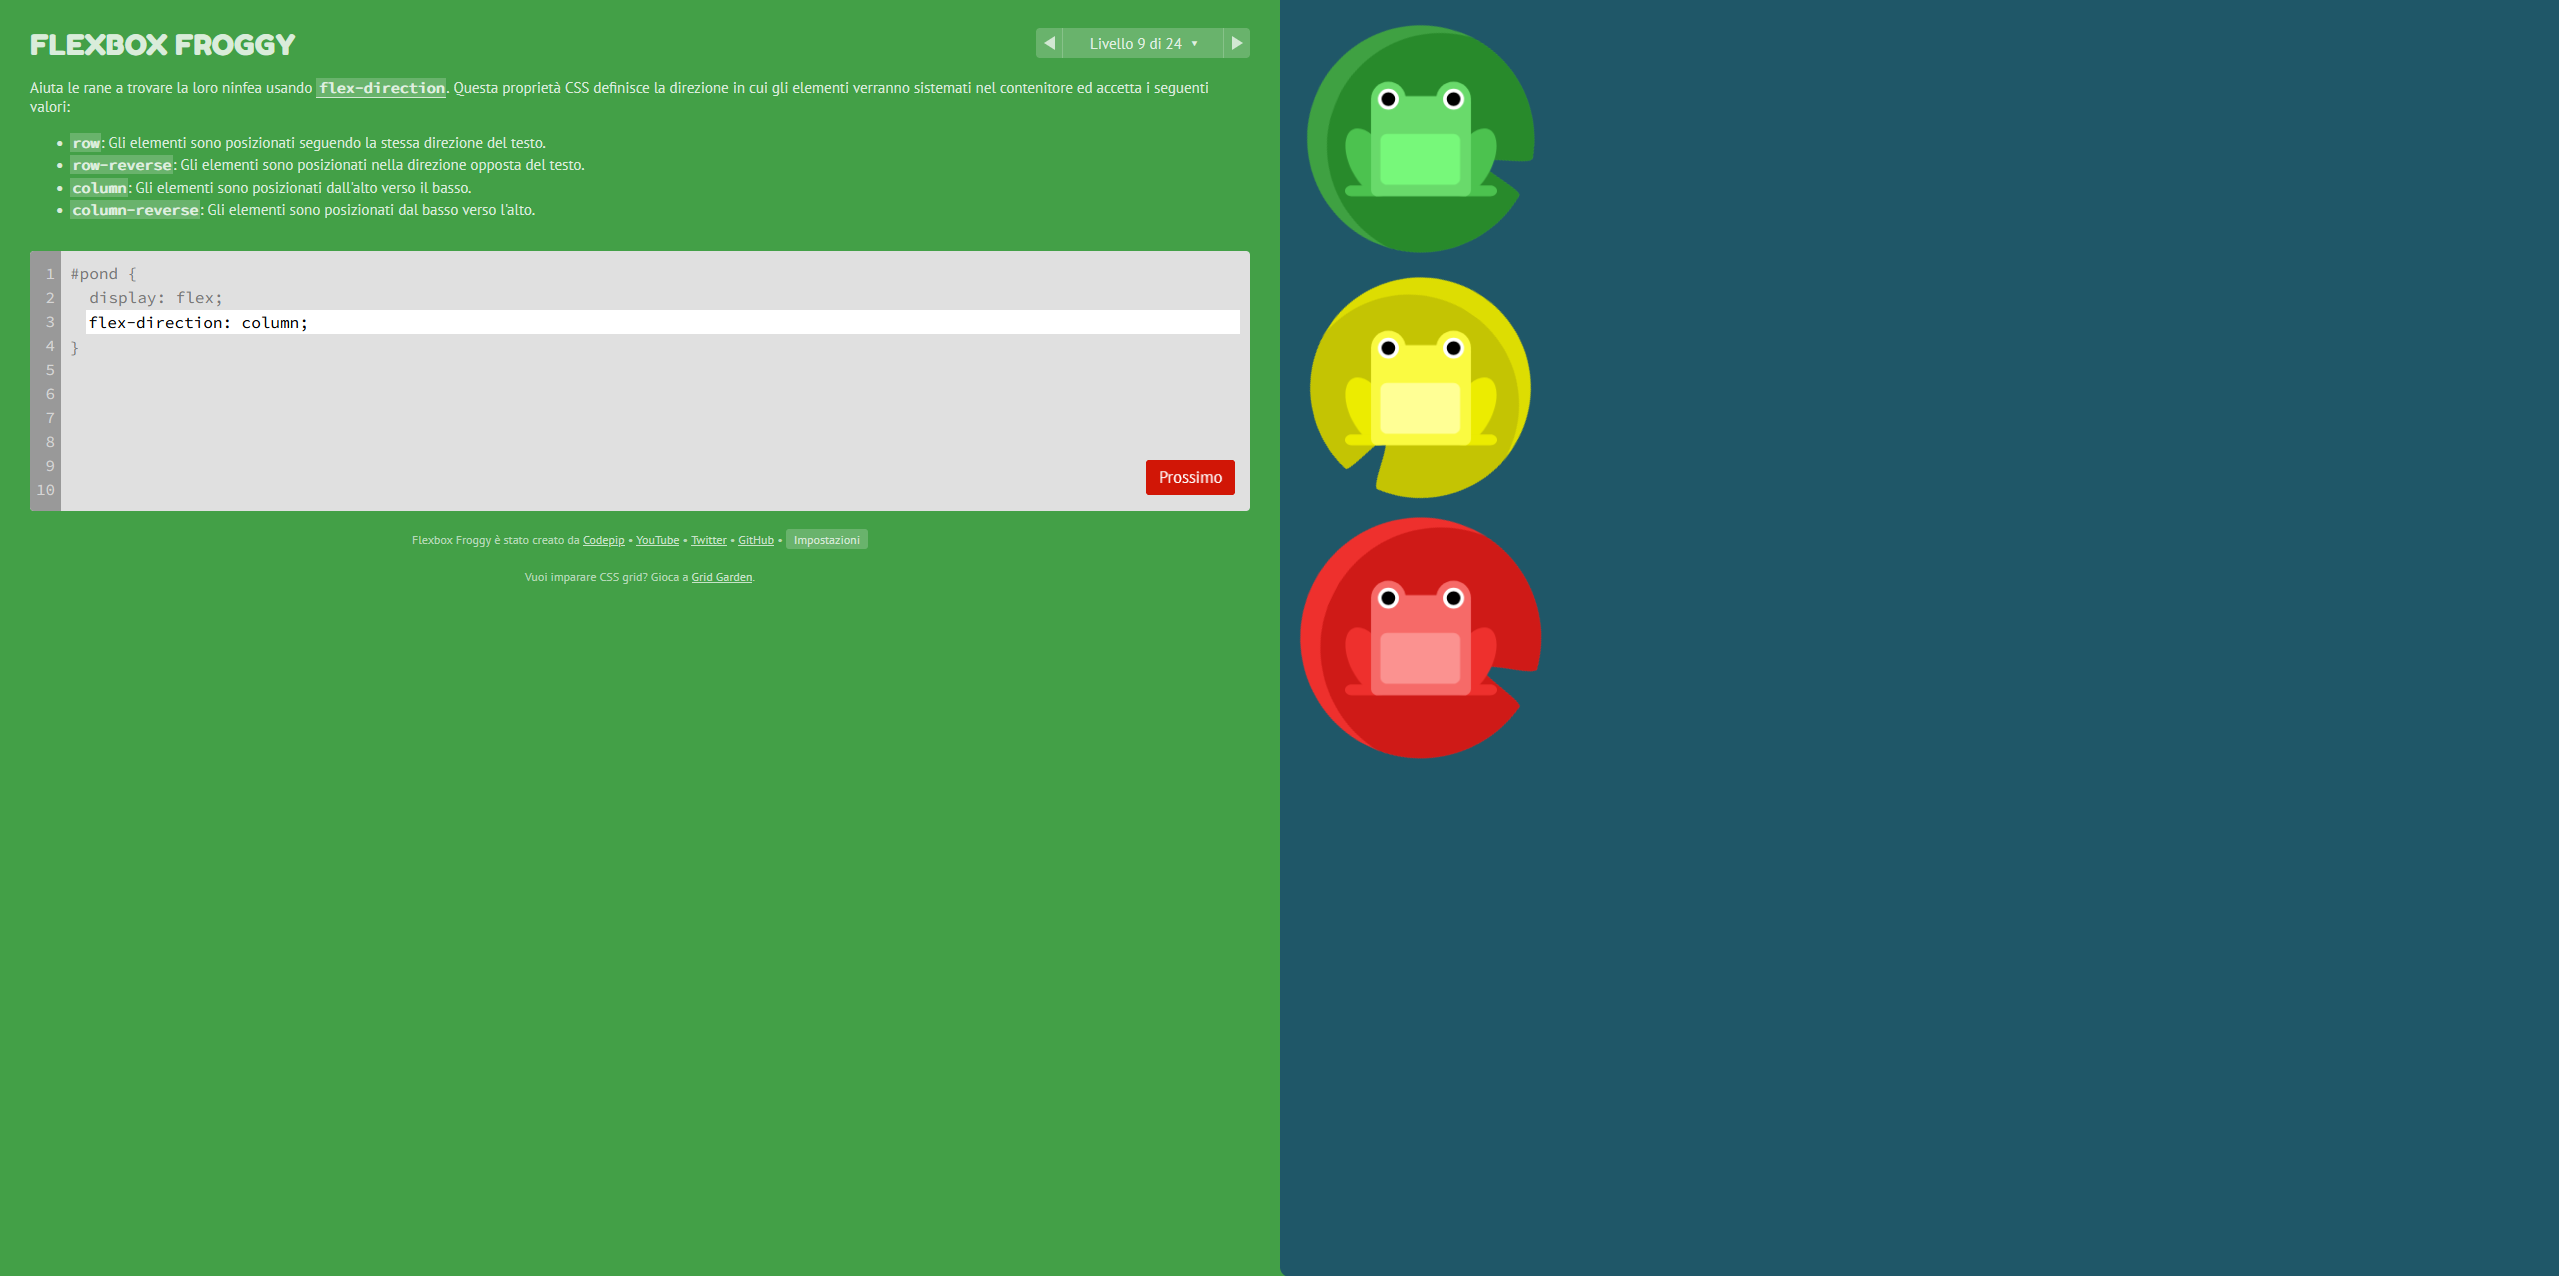 FLEXBOX FROGGY
◀ Livello 9 di 24 ▾ ▶
Aiuta le rane a trovare la loro ninfea usando flex-direction. Questa proprietà CSS definisce la direzione in cui gli elementi verranno sistemati nel contenitore ed accetta i seguenti
valori:
• row: Gli elementi sono posizionati seguendo la stessa direzione del testo.
• row-reverse: Gli elementi sono posizionati nella direzione opposta del testo.
• column: Gli elementi sono posizionati dall'alto verso il basso.
• column-reverse: Gli elementi sono posizionati dal basso verso l'alto.
1 #pond {
2 display: flex;
3 flex-direction: column;
4 }
5
6
7
8
9
10
Prossimo
Flexbox Froggy è stato creato da Codepip • YouTube • Twitter • GitHub • Impostazioni
Vuoi imparare CSS grid? Gioca a Grid Garden.